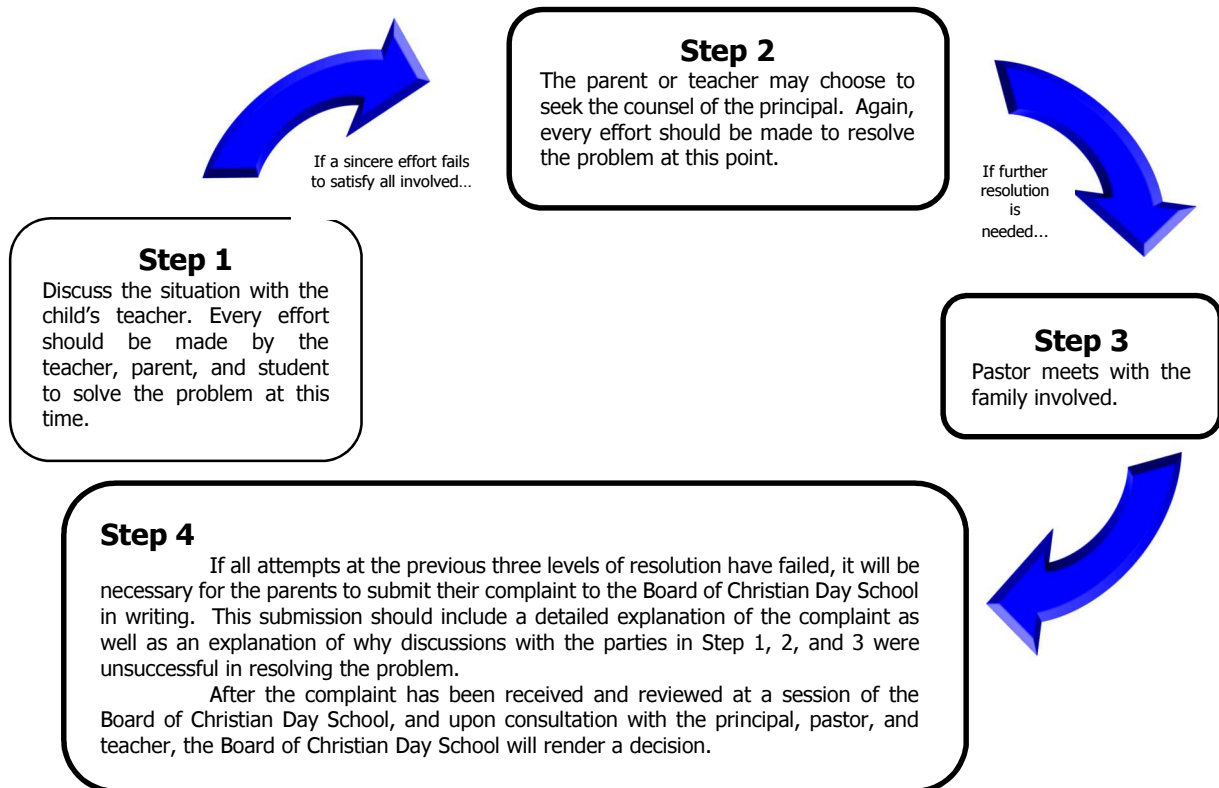 Step 1
Discuss the situation with the
child’s teacher. Every effort
should be made by the
teacher, parent, and student
to solve the problem at this
time.
If a sincere effort fails
to satisfy all involved…
Step 2
The parent or teacher may choose to
seek the counsel of the principal. Again,
every effort should be made to resolve
the problem at this point.
If further
resolution
is
needed…
Step 3
Pastor meets with the
family involved.
Step 4
If all attempts at the previous three levels of resolution have failed, it will be
necessary for the parents to submit their complaint to the Board of Christian Day School
in writing. This submission should include a detailed explanation of the complaint as
well as an explanation of why discussions with the parties in Step 1, 2, and 3 were
unsuccessful in resolving the problem.
After the complaint has been received and reviewed at a session of the
Board of Christian Day School, and upon consultation with the principal, pastor, and
teacher, the Board of Christian Day School will render a decision.